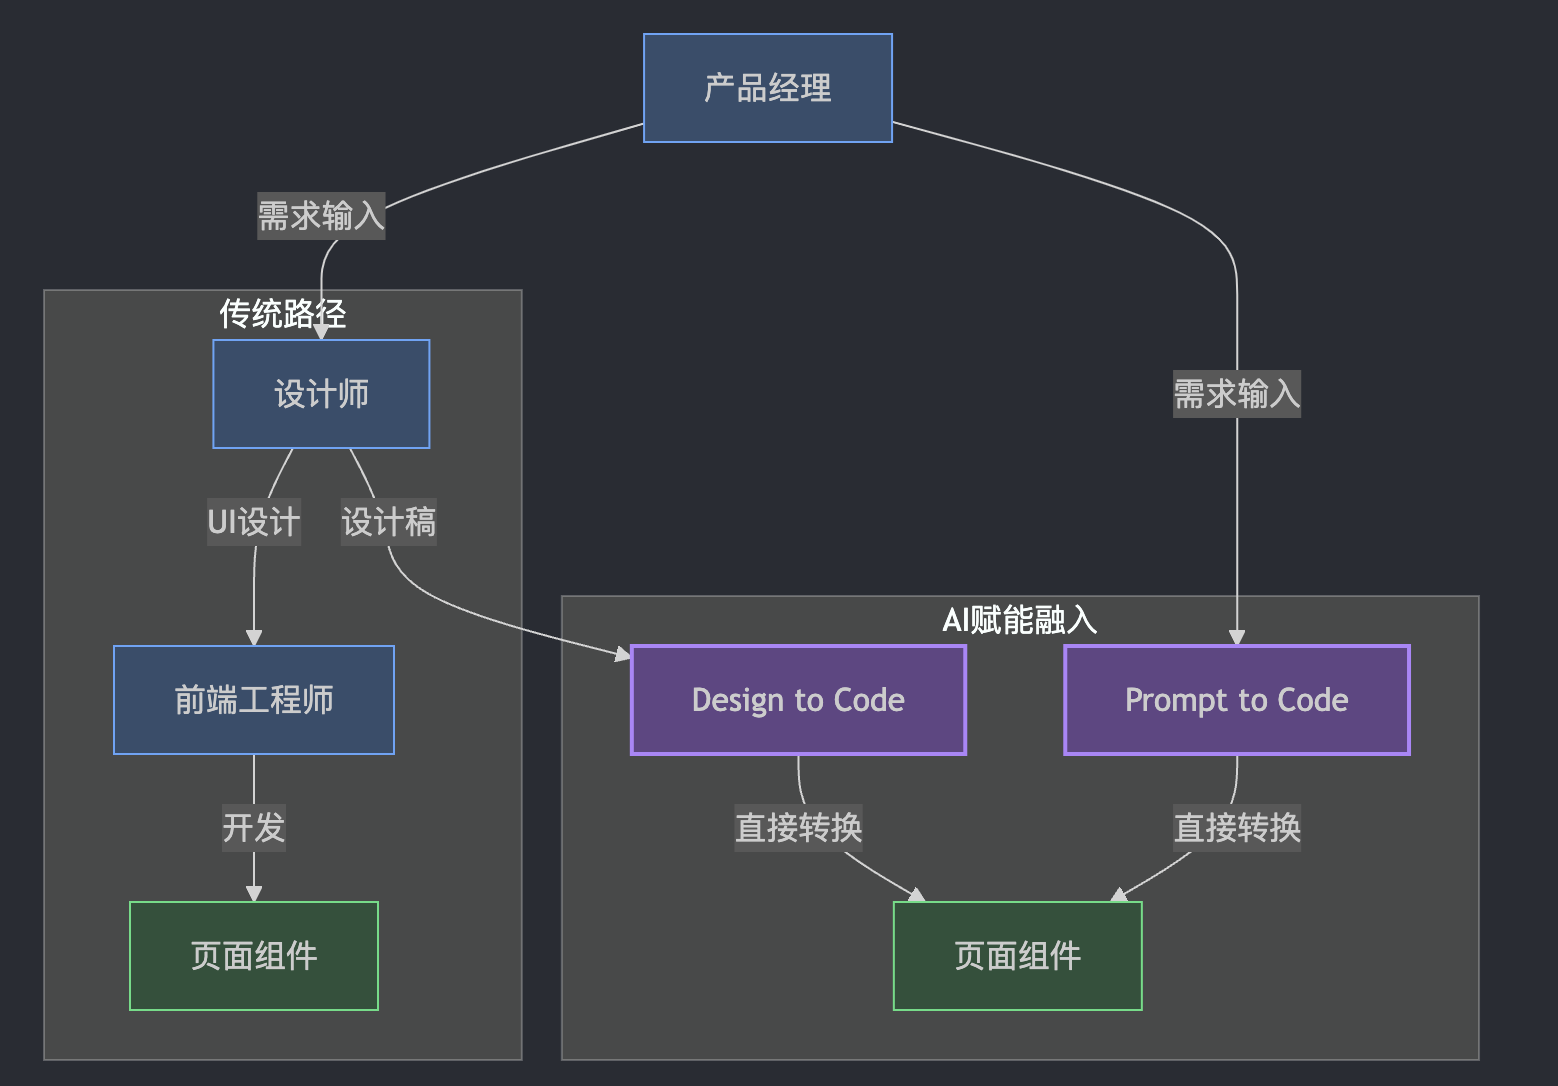 产品经理
需求输入
传统路径
设计师
需求输入
UI设计
设计稿
AI赋能融入
前端工程师
Design to Code
Prompt to Code
开发
直接转换
直接转换
页面组件
页面组件